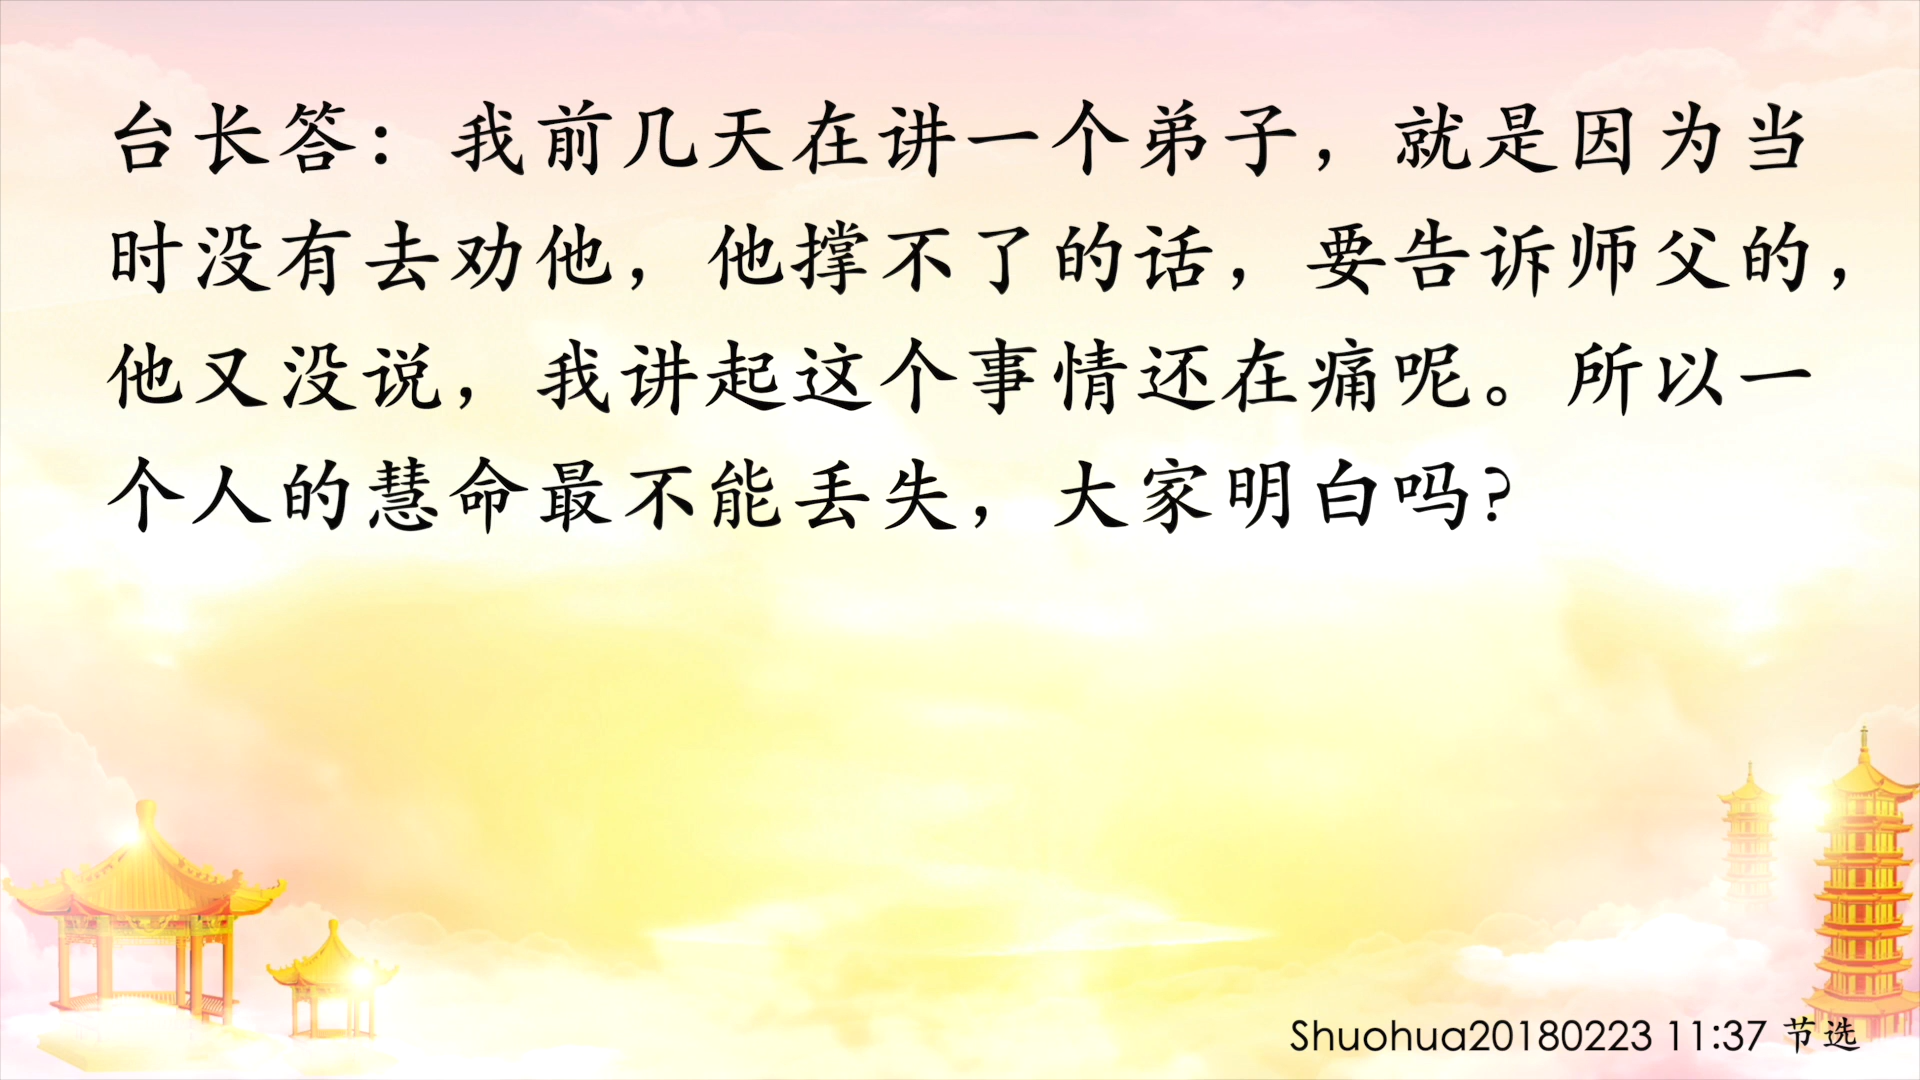 台长答：我前几天在讲一个弟子，就是因为当
时没有去劝他，他撑不了的话，要告诉师父的，
他又没说，我讲起这个事情还在痛呢。所以一
个人的慧命最不能丢失，大家明白吗？
Shuohua20180223 11:37 节选